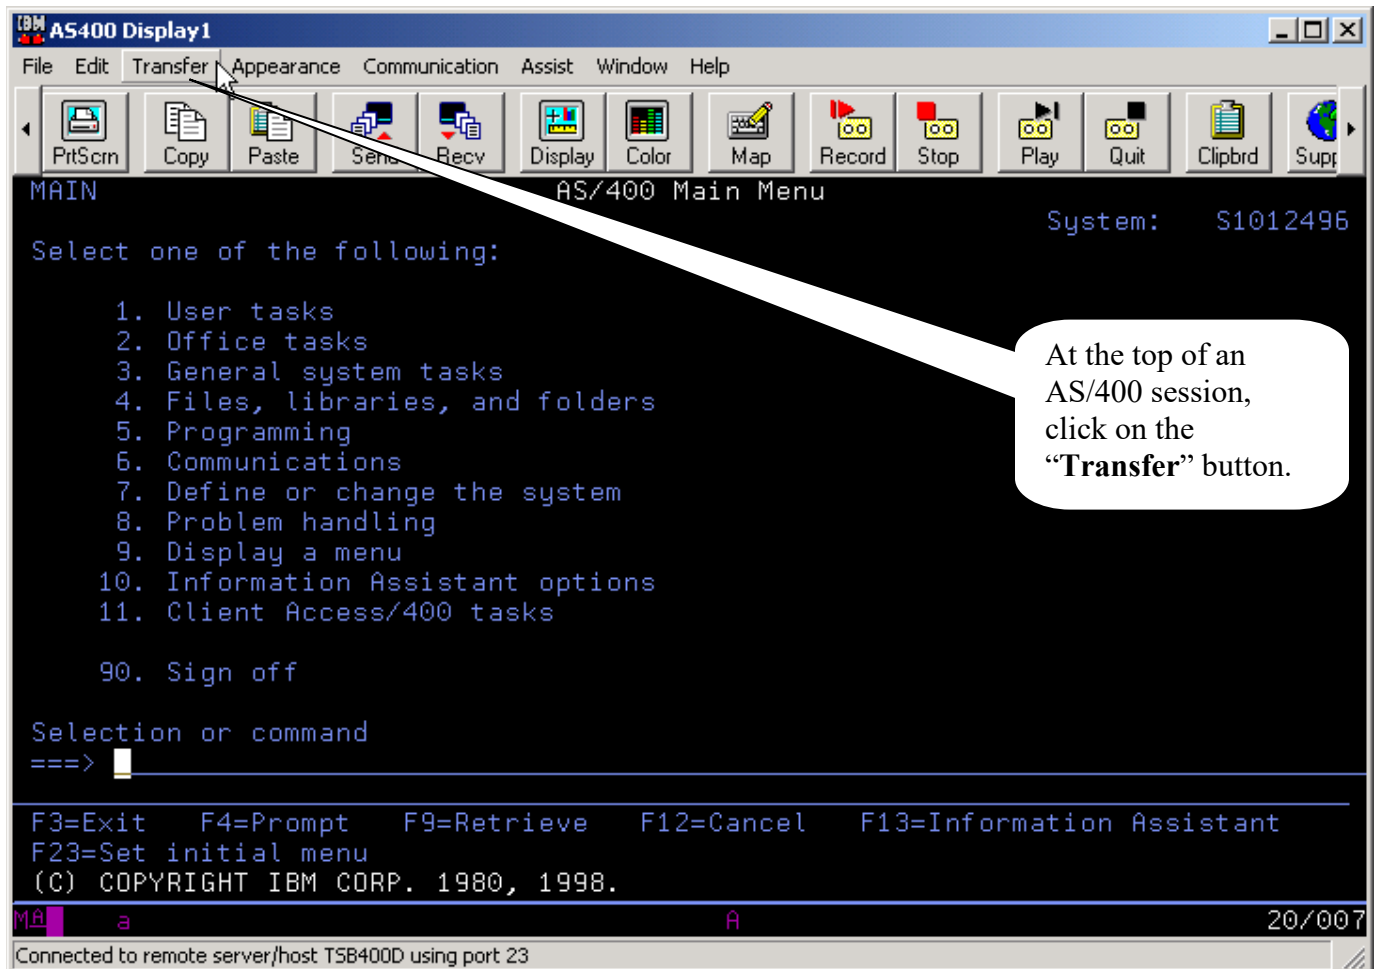 IBM AS400 Display1
File Edit Transfer Appearance Communication Assist Window Help
PrtScrn Copy Paste Send Recv Display Color Map Record Stop Play Quit Clipbrd Supp
MAIN AS/400 Main Menu
System: S1012496
Select one of the following:
1. User tasks
2. Office tasks
3. General system tasks
4. Files, libraries, and folders
5. Programming
6. Communications
7. Define or change the system
8. Problem handling
9. Display a menu
10. Information Assistant options
11. Client Access/400 tasks
90. Sign off
At the top of an
AS/400 session,
click on the
“Transfer” button.
Selection or command
===>
F3=Exit F4=Prompt F9=Retrieve F12=Cancel F13=Information Assistant
F23=Set initial menu
(C) COPYRIGHT IBM CORP. 1980, 1998.
MA a A 20/007
Connected to remote server/host TSB400D using port 23